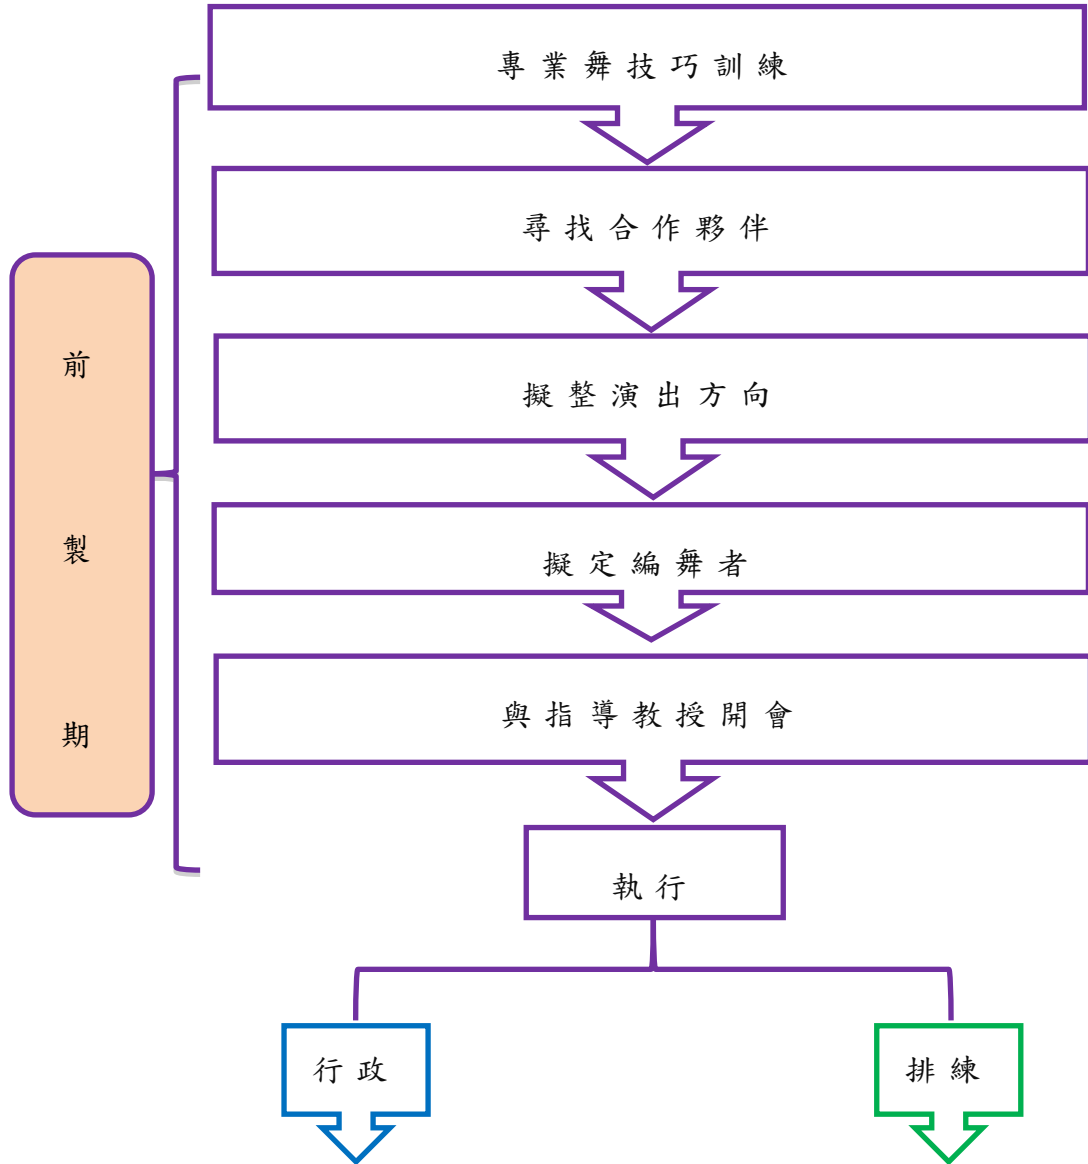 專業舞技巧訓練
尋找合作夥伴
擬整演出方向
擬定編舞者
與指導教授開會
執行
前
製
期
行政
排練